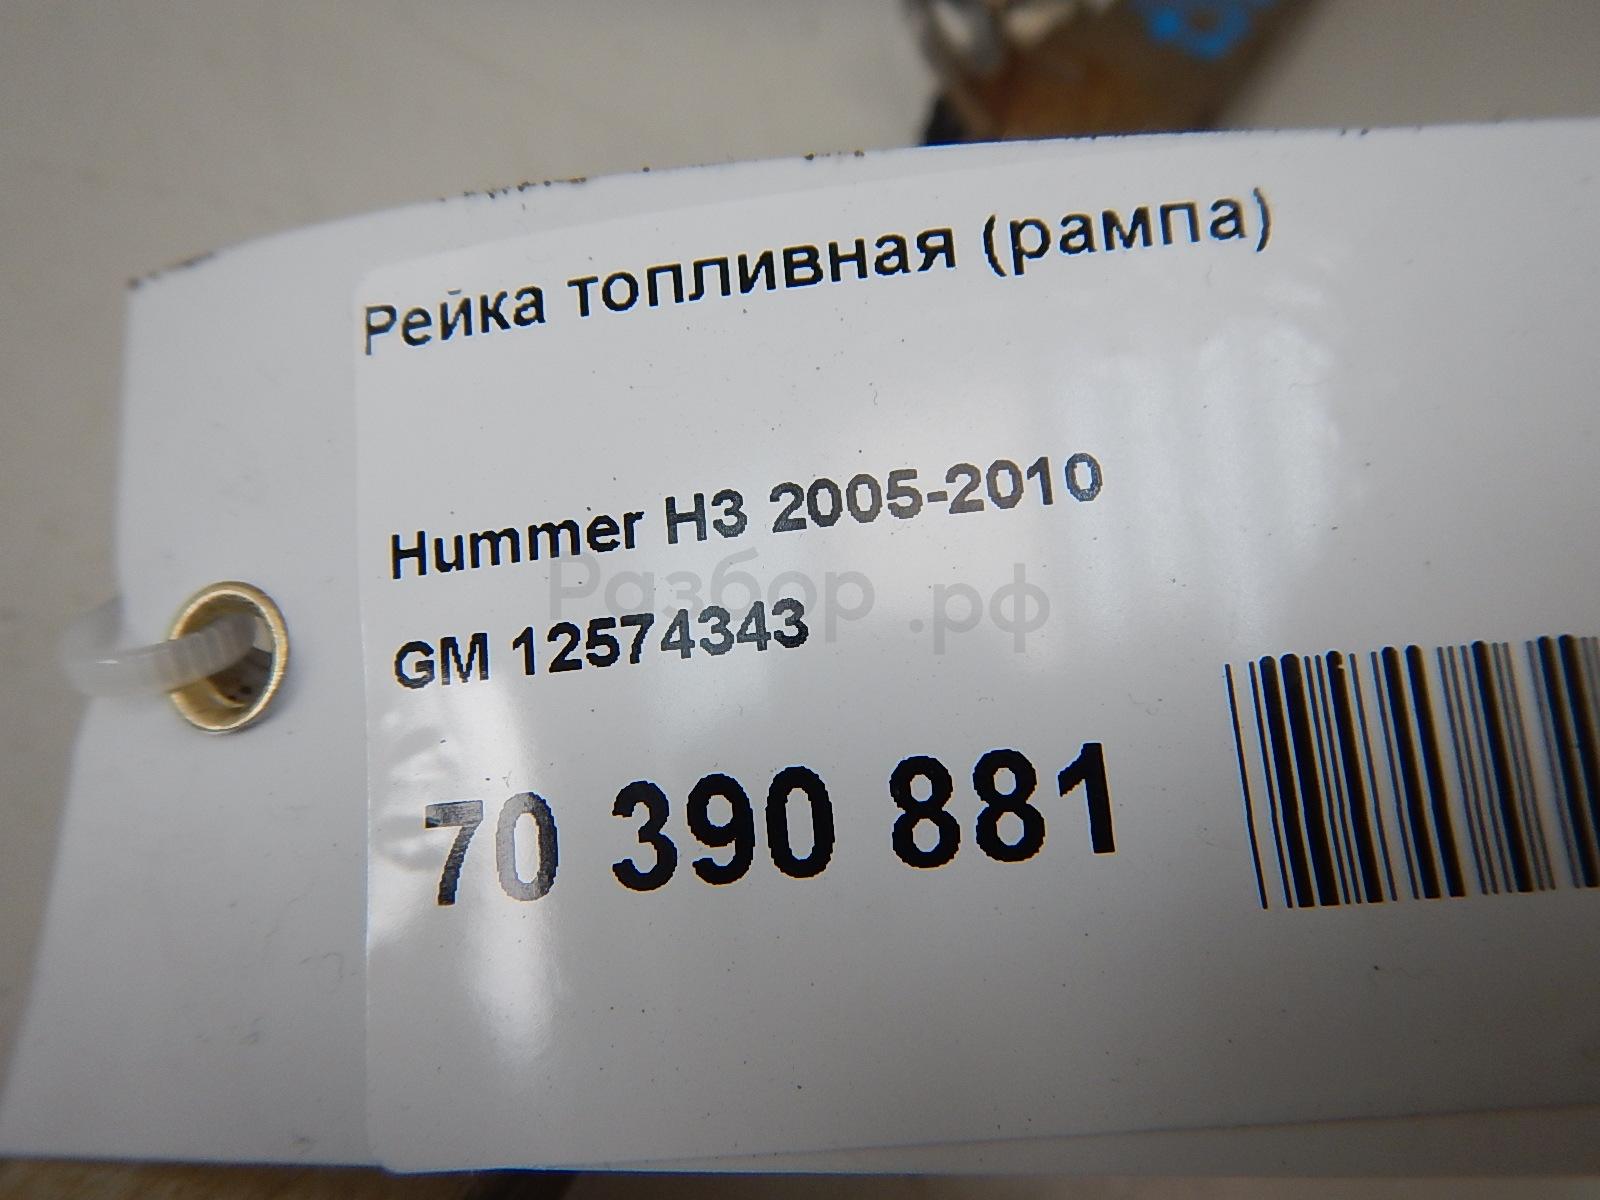 Рейка топливная (рампа)
Hummer H3 2005-2010
Разбор.рф
GM 12574343
70 390 881